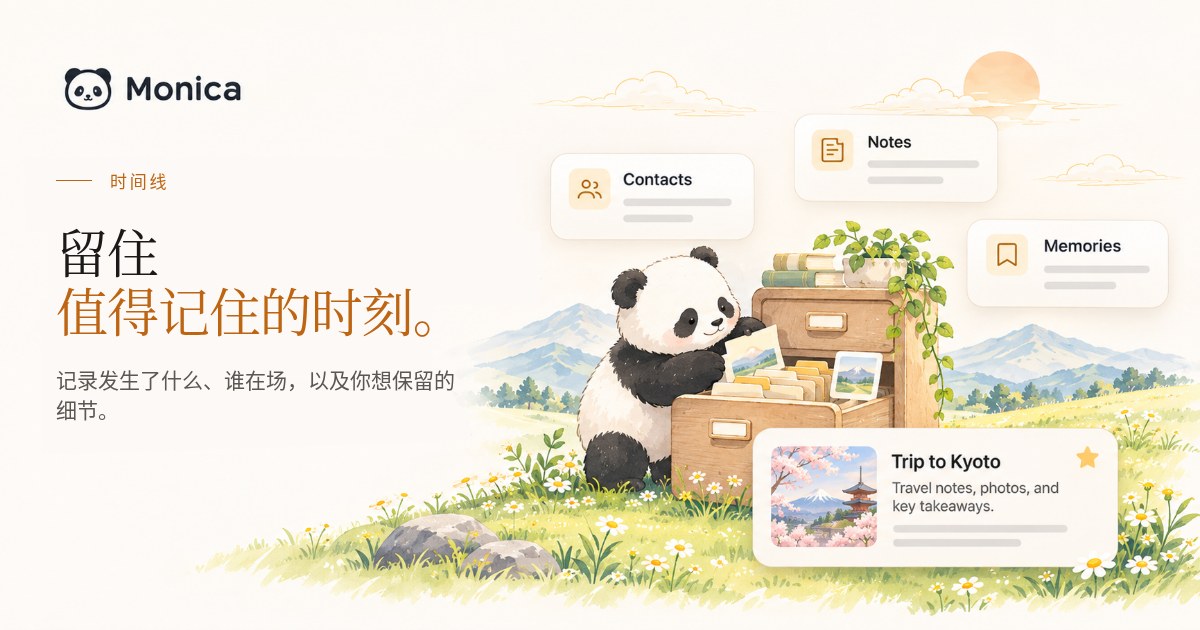 Monica
时间线
留住
值得记住的时刻。
记录发生了什么、谁在场，以及你想保留的
细节。
Contacts
Notes
Memories
Trip to Kyoto
Travel notes, photos, and
key takeaways.